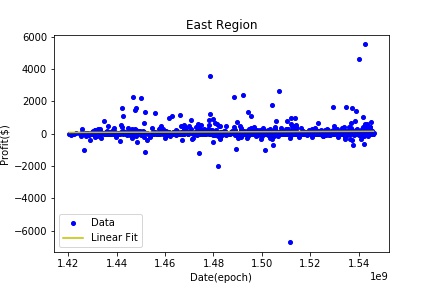 East Region
6000
4000
2000
0
−2000
−4000
−6000
Profit($)
Data
Linear Fit
1.42 1.44 1.46 1.48 1.50 1.52 1.54
1e9
Date(epoch)